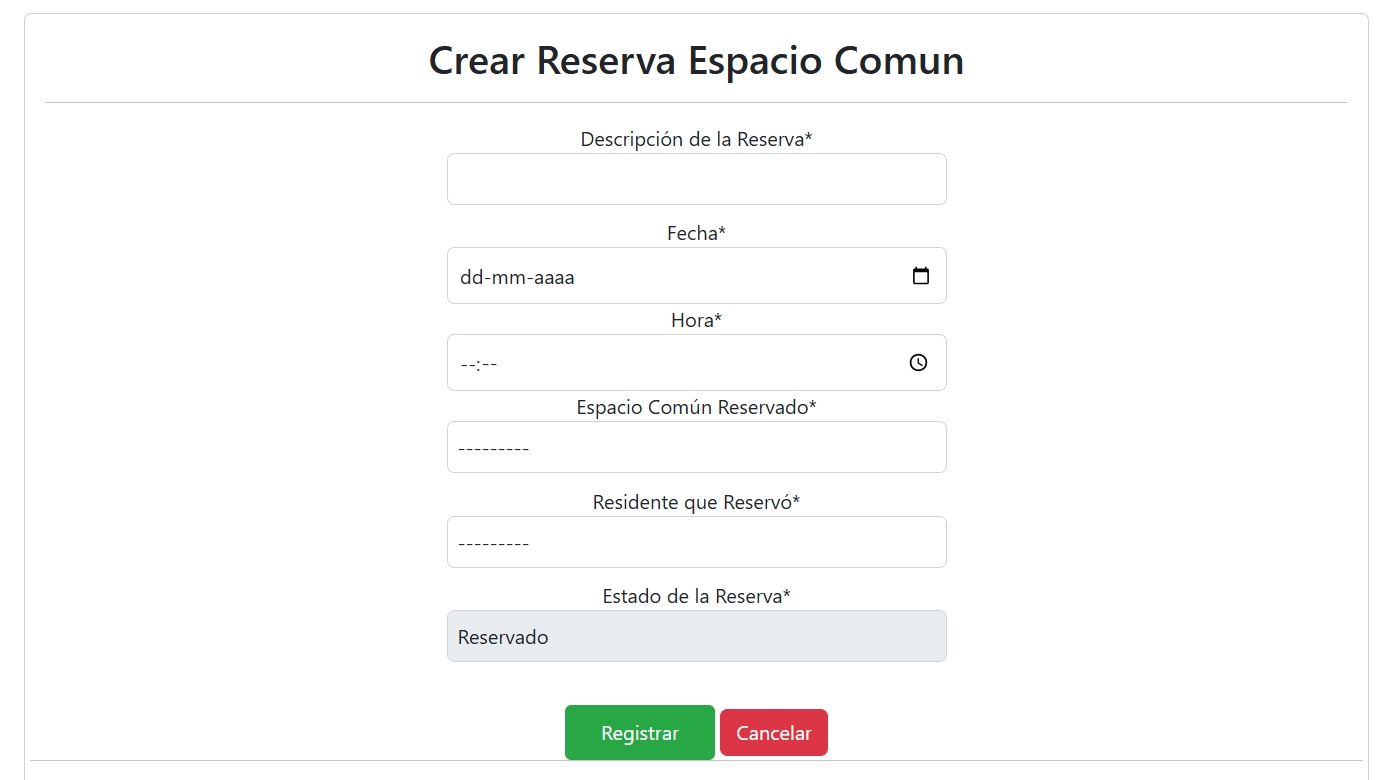 Crear Reserva Espacio Comun
Descripción de la Reserva*
Fecha*
dd-mm-aaaa
Hora*
--:--
Espacio Común Reservado*
---------
Residente que Reservó*
---------
Estado de la Reserva*
Reservado
Registrar Cancelar